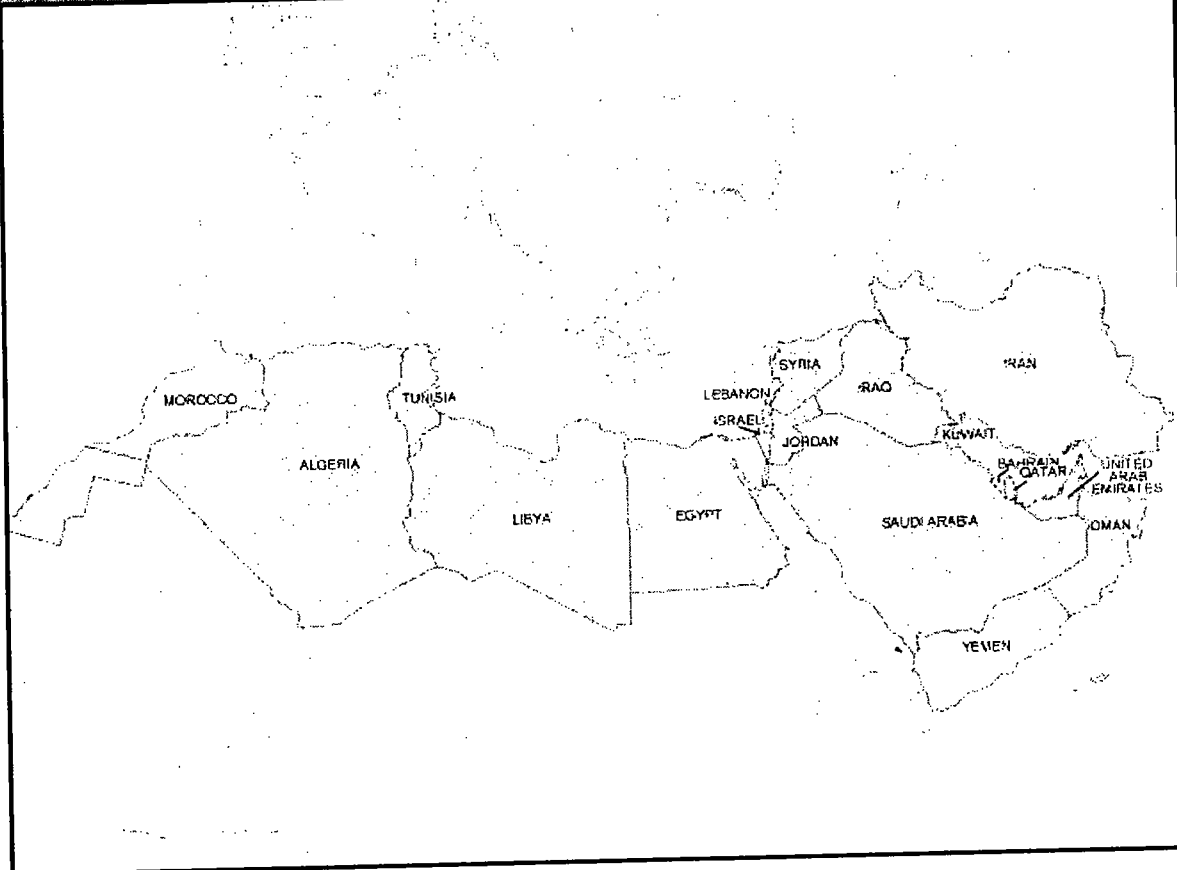 SYRIA
IRAN
IRAQ
LEBANON
MOROCCO
TUNISIA
ISRAEL
JORDAN
KUWAIT
ALGERIA
BAHRAIN
QATAR
UNITED
ARAB
EMIRATES
LIBYA
EGYPT
SAUDI ARABIA
OMAN
YEMEN